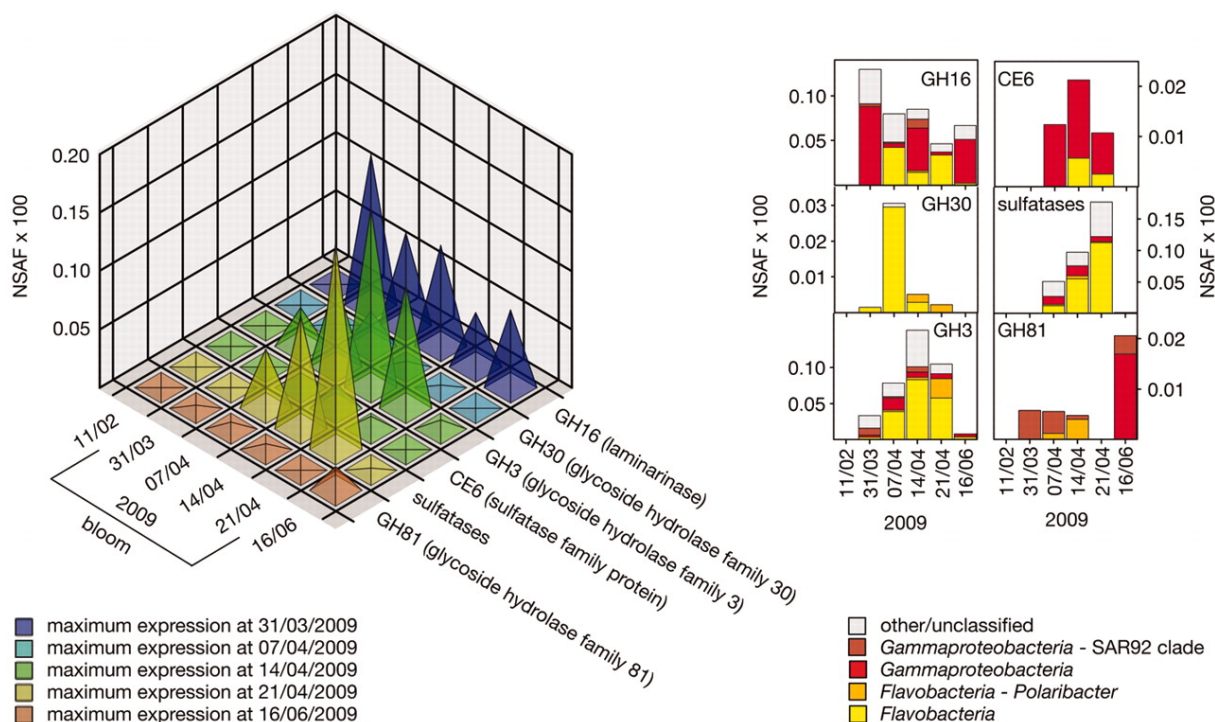 0.20
0.15
0.10
0.05
NSAF x 100
11/02
31/03
07/04
14/04
21/04
16/06
2009
bloom
GH16 (laminarinase)
GH30 (glycoside hydrolase family 30)
GH3 (glycoside hydrolase family 3)
CE6 (sulfatase family protein)
sulfatases
GH81 (glycoside hydrolase family 81)
maximum expression at 31/03/2009
maximum expression at 07/04/2009
maximum expression at 14/04/2009
maximum expression at 21/04/2009
maximum expression at 16/06/2009
GH16
0.10
0.05
CE6
0.02
0.01
GH30
0.03
0.02
0.01
sulfatases
0.15
0.10
0.05
GH3
0.10
0.05
GH81
0.02
0.01
NSAF x 100
NSAF x 100
11/02
31/03
07/04
14/04
21/04
16/06
2009
11/02
31/03
07/04
14/04
21/04
16/06
2009
other/unclassified
Gammaproteobacteria - SAR92 clade
Gammaproteobacteria
Flavobacteria - Polaribacter
Flavobacteria